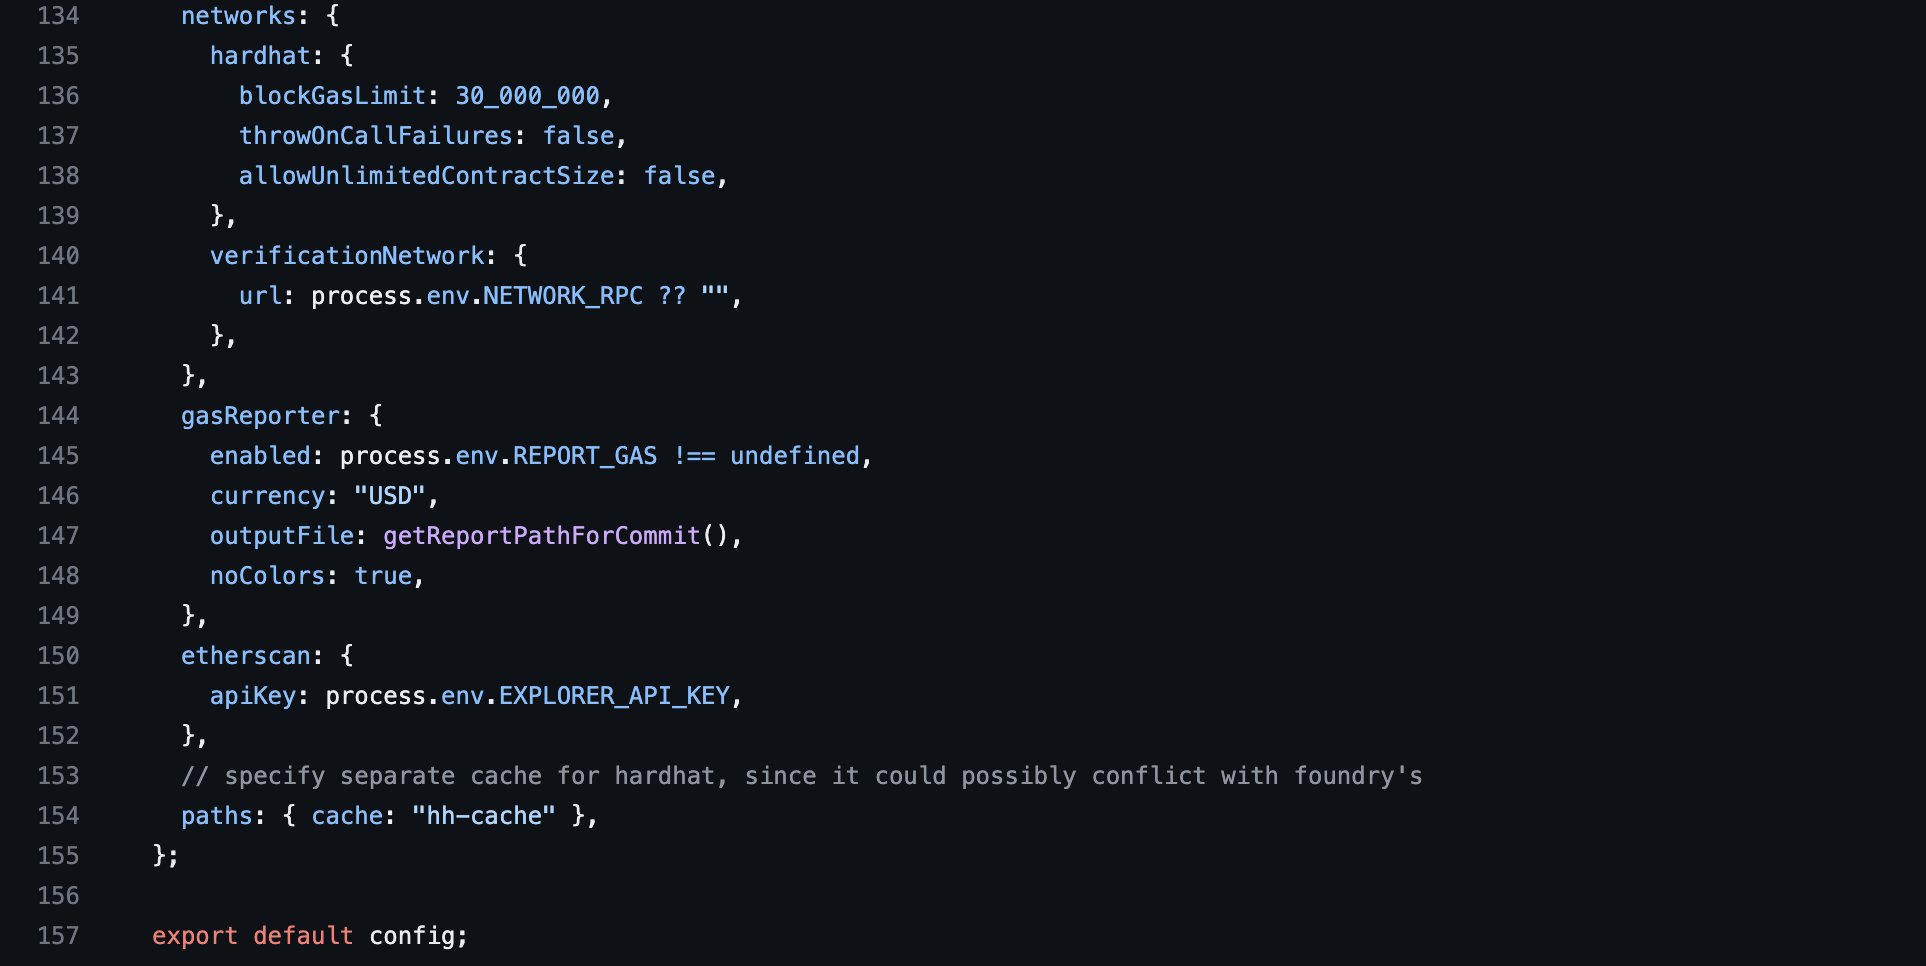 134 networks: {
135 hardhat: {
136 blockGasLimit: 30_000_000,
137 throwOnCallFailures: false,
138 allowUnlimitedContractSize: false,
139 },
140 verificationNetwork: {
141 url: process.env.NETWORK_RPC ?? "",
142 },
143 },
144 gasReporter: {
145 enabled: process.env.REPORT_GAS !== undefined,
146 currency: "USD",
147 outputFile: getReportPathForCommit(),
148 noColors: true,
149 },
150 etherscan: {
151 apiKey: process.env.EXPLORER_API_KEY,
152 },
153 // specify separate cache for hardhat, since it could possibly conflict with foundry's
154 paths: { cache: "hh-cache" },
155 };
156
157 export default config;